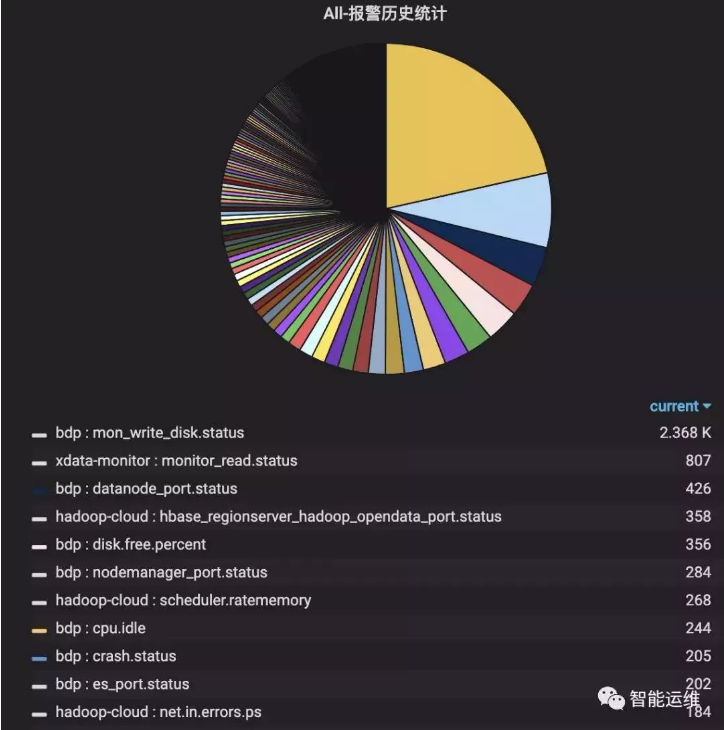 All-报警历史统计
current
bdp : mon_write_disk.status 2.368 K
xdata-monitor : monitor_read.status 807
bdp : datanode_port.status 426
hadoop-cloud : hbase_regionserver_hadoop_opendata_port.status 358
bdp : disk.free.percent 356
bdp : nodemanager_port.status 284
hadoop-cloud : scheduler.ratememory 268
bdp : cpu.idle 244
bdp : crash.status 205
bdp : es_port.status 202
智能运维
hadoop-cloud : net.in.errors.ps 184